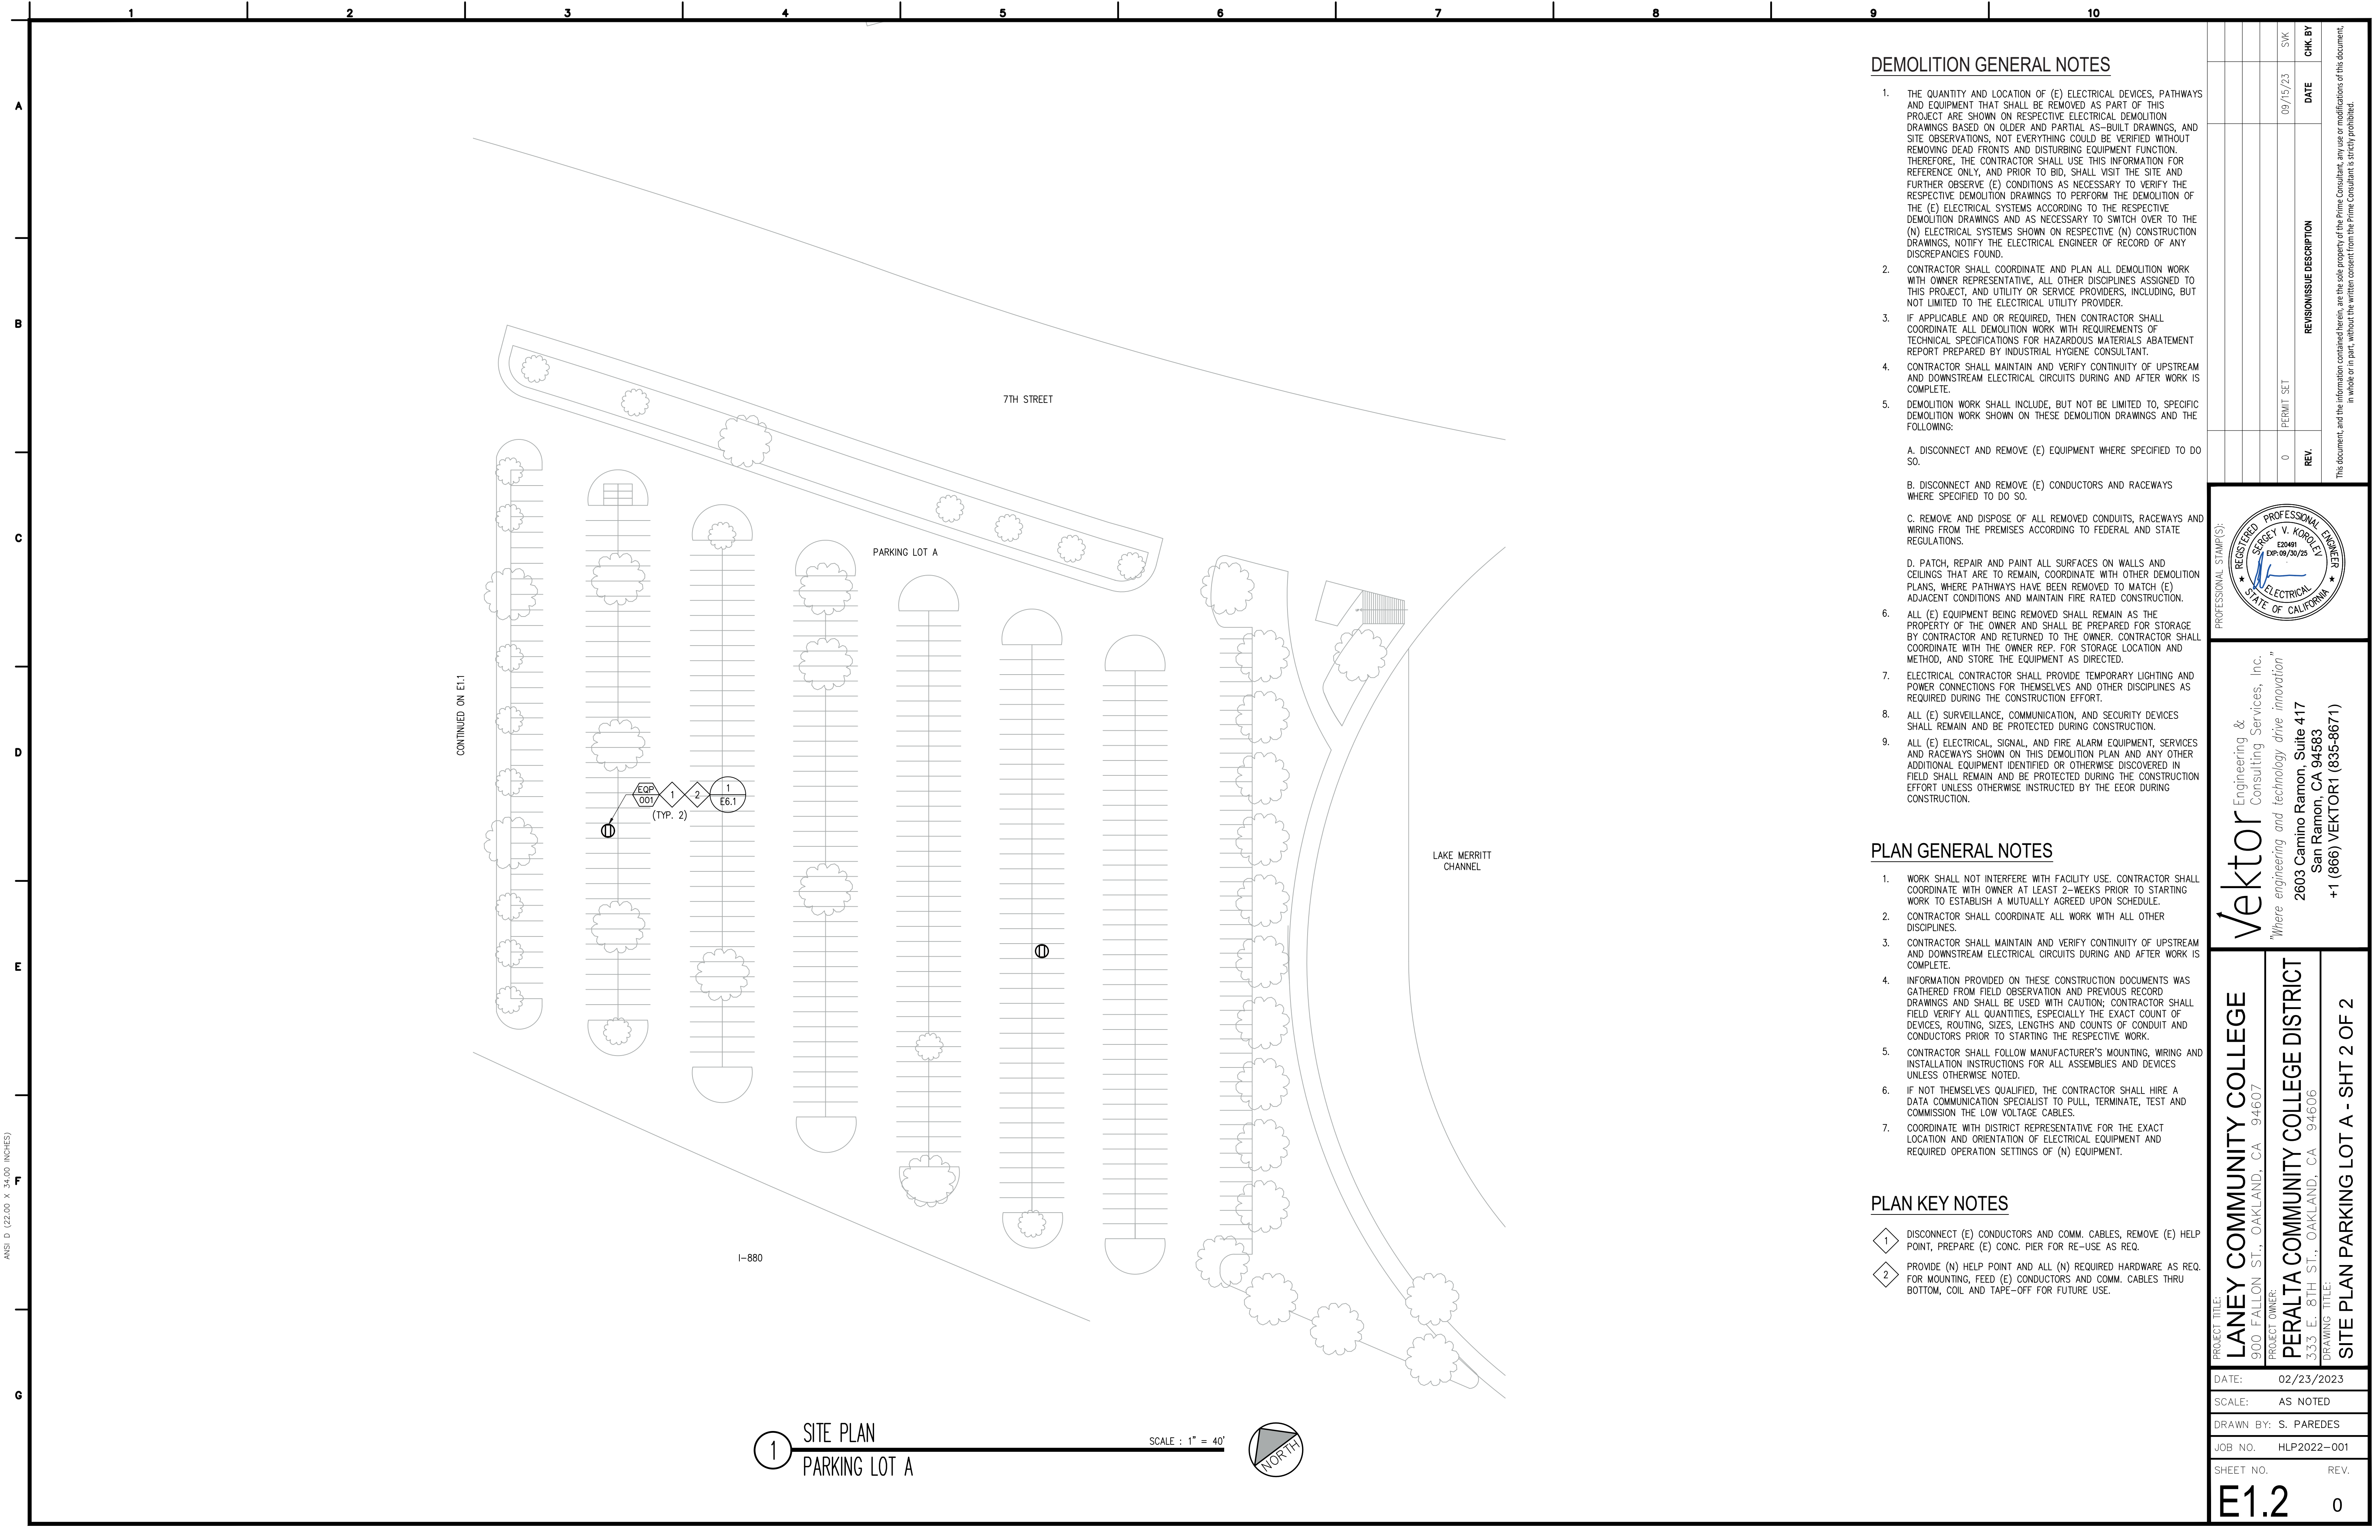 1 2 3 4 5 6 7 8 9 10
A
B
C
D
E
F
G
ANSI D (22.00 X 34.00 INCHES)
7TH STREET
PARKING LOT A
CONTINUED ON E1.1
EQP
001
1
2
1
E6.1
(TYP. 2)
LAKE MERRITT
CHANNEL
I-880
1
SITE PLAN
SCALE : 1" = 40'
PARKING LOT A
NORTH
DEMOLITION GENERAL NOTES
1. THE QUANTITY AND LOCATION OF (E) ELECTRICAL DEVICES, PATHWAYS
AND EQUIPMENT THAT SHALL BE REMOVED AS PART OF THIS
PROJECT ARE SHOWN ON RESPECTIVE ELECTRICAL DEMOLITION
DRAWINGS BASED ON OLDER AND PARTIAL AS-BUILT DRAWINGS, AND
SITE OBSERVATIONS, NOT EVERYTHING COULD BE VERIFIED WITHOUT
REMOVING DEAD FRONTS AND DISTURBING EQUIPMENT FUNCTION.
THEREFORE, THE CONTRACTOR SHALL USE THIS INFORMATION FOR
REFERENCE ONLY, AND PRIOR TO BID, SHALL VISIT THE SITE AND
FURTHER OBSERVE (E) CONDITIONS AS NECESSARY TO VERIFY THE
RESPECTIVE DEMOLITION DRAWINGS TO PERFORM THE DEMOLITION OF
THE (E) ELECTRICAL SYSTEMS ACCORDING TO THE RESPECTIVE
DEMOLITION DRAWINGS AND AS NECESSARY TO SWITCH OVER TO THE
(N) ELECTRICAL SYSTEMS SHOWN ON RESPECTIVE (N) CONSTRUCTION
DRAWINGS, NOTIFY THE ELECTRICAL ENGINEER OF RECORD OF ANY
DISCREPANCIES FOUND.
2. CONTRACTOR SHALL COORDINATE AND PLAN ALL DEMOLITION WORK
WITH OWNER REPRESENTATIVE, ALL OTHER DISCIPLINES ASSIGNED TO
THIS PROJECT, AND UTILITY OR SERVICE PROVIDERS, INCLUDING, BUT
NOT LIMITED TO THE ELECTRICAL UTILITY PROVIDER.
3. IF APPLICABLE AND OR REQUIRED, THEN CONTRACTOR SHALL
COORDINATE ALL DEMOLITION WORK WITH REQUIREMENTS OF
TECHNICAL SPECIFICATIONS FOR HAZARDOUS MATERIALS ABATEMENT
REPORT PREPARED BY INDUSTRIAL HYGIENE CONSULTANT.
4. CONTRACTOR SHALL MAINTAIN AND VERIFY CONTINUITY OF UPSTREAM
AND DOWNSTREAM ELECTRICAL CIRCUITS DURING AND AFTER WORK IS
COMPLETE.
5. DEMOLITION WORK SHALL INCLUDE, BUT NOT BE LIMITED TO, SPECIFIC
DEMOLITION WORK SHOWN ON THESE DEMOLITION DRAWINGS AND THE
FOLLOWING:
A. DISCONNECT AND REMOVE (E) EQUIPMENT WHERE SPECIFIED TO DO
SO.
B. DISCONNECT AND REMOVE (E) CONDUCTORS AND RACEWAYS
WHERE SPECIFIED TO DO SO.
C. REMOVE AND DISPOSE OF ALL REMOVED CONDUITS, RACEWAYS AND
WIRING FROM THE PREMISES ACCORDING TO FEDERAL AND STATE
REGULATIONS.
D. PATCH, REPAIR AND PAINT ALL SURFACES ON WALLS AND
CEILINGS THAT ARE TO REMAIN, COORDINATE WITH OTHER DEMOLITION
PLANS, WHERE PATHWAYS HAVE BEEN REMOVED TO MATCH (E)
ADJACENT CONDITIONS AND MAINTAIN FIRE RATED CONSTRUCTION.
6. ALL (E) EQUIPMENT BEING REMOVED SHALL REMAIN AS THE
PROPERTY OF THE OWNER AND SHALL BE PREPARED FOR STORAGE
BY CONTRACTOR AND RETURNED TO THE OWNER. CONTRACTOR SHALL
COORDINATE WITH THE OWNER REP. FOR STORAGE LOCATION AND
METHOD, AND STORE THE EQUIPMENT AS DIRECTED.
7. ELECTRICAL CONTRACTOR SHALL PROVIDE TEMPORARY LIGHTING AND
POWER CONNECTIONS FOR THEMSELVES AND OTHER DISCIPLINES AS
REQUIRED DURING THE CONSTRUCTION EFFORT.
8. ALL (E) SURVEILLANCE, COMMUNICATION, AND SECURITY DEVICES
SHALL REMAIN AND BE PROTECTED DURING CONSTRUCTION.
9. ALL (E) ELECTRICAL, SIGNAL, AND FIRE ALARM EQUIPMENT, SERVICES
AND RACEWAYS SHOWN ON THIS DEMOLITION PLAN AND ANY OTHER
ADDITIONAL EQUIPMENT IDENTIFIED OR OTHERWISE DISCOVERED IN
FIELD SHALL REMAIN AND BE PROTECTED DURING THE CONSTRUCTION
EFFORT UNLESS OTHERWISE INSTRUCTED BY THE EEOR DURING
CONSTRUCTION.
PLAN GENERAL NOTES
1. WORK SHALL NOT INTERFERE WITH FACILITY USE. CONTRACTOR SHALL
COORDINATE WITH OWNER AT LEAST 2-WEEKS PRIOR TO STARTING
WORK TO ESTABLISH A MUTUALLY AGREED UPON SCHEDULE.
2. CONTRACTOR SHALL COORDINATE ALL WORK WITH ALL OTHER
DISCIPLINES.
3. CONTRACTOR SHALL MAINTAIN AND VERIFY CONTINUITY OF UPSTREAM
AND DOWNSTREAM ELECTRICAL CIRCUITS DURING AND AFTER WORK IS
COMPLETE.
4. INFORMATION PROVIDED ON THESE CONSTRUCTION DOCUMENTS WAS
GATHERED FROM FIELD OBSERVATION AND PREVIOUS RECORD
DRAWINGS AND SHALL BE USED WITH CAUTION; CONTRACTOR SHALL
FIELD VERIFY ALL QUANTITIES, ESPECIALLY THE EXACT COUNT OF
DEVICES, ROUTING, SIZES, LENGTHS AND COUNTS OF CONDUIT AND
CONDUCTORS PRIOR TO STARTING THE RESPECTIVE WORK.
5. CONTRACTOR SHALL FOLLOW MANUFACTURER'S MOUNTING, WIRING AND
INSTALLATION INSTRUCTIONS FOR ALL ASSEMBLIES AND DEVICES
UNLESS OTHERWISE NOTED.
6. IF NOT THEMSELVES QUALIFIED, THE CONTRACTOR SHALL HIRE A
DATA COMMUNICATION SPECIALIST TO PULL, TERMINATE, TEST AND
COMMISSION THE LOW VOLTAGE CABLES.
7. COORDINATE WITH DISTRICT REPRESENTATIVE FOR THE EXACT
LOCATION AND ORIENTATION OF ELECTRICAL EQUIPMENT AND
REQUIRED OPERATION SETTINGS OF (N) EQUIPMENT.
PLAN KEY NOTES
1 DISCONNECT (E) CONDUCTORS AND COMM. CABLES, REMOVE (E) HELP
POINT, PREPARE (E) CONC. PIER FOR RE-USE AS REQ.
2 PROVIDE (N) HELP POINT AND ALL (N) REQUIRED HARDWARE AS REQ.
FOR MOUNTING, FEED (E) CONDUCTORS AND COMM. CABLES THRU
BOTTOM, COIL AND TAPE-OFF FOR FUTURE USE.
0 PERMIT SET 09/15/23 SVK
REV. REVISION/ISSUE DESCRIPTION DATE CHK. BY
This document, and the information contained herein, are the sole property of the Prime Consultant, any use or modifications of this document,
in whole or in part, without the written consent from the Prime Consultant is strictly prohibited.
PROFESSIONAL STAMP(S):
REGISTERED PROFESSIONAL ENGINEER
SERGEY V. KOROLEV
E20491
EXP: 09/30/25
ELECTRICAL
STATE OF CALIFORNIA
Vektor Engineering &
Consulting Services, Inc.
"Where engineering and technology drive innovation"
2603 Camino Ramon, Suite 417
San Ramon, CA 94583
+1 (866) VEKTOR1 (835-8671)
PROJECT TITLE:
LANEY COMMUNITY COLLEGE
900 FALLON ST., OAKLAND, CA 94607
PROJECT OWNER:
PERALTA COMMUNITY COLLEGE DISTRICT
333 E. 8TH ST., OAKLAND, CA 94606
DRAWING TITLE:
SITE PLAN PARKING LOT A - SHT 2 OF 2
DATE: 02/23/2023
SCALE: AS NOTED
DRAWN BY: S. PAREDES
JOB NO. HLP2022-001
SHEET NO. REV.
E1.2 0